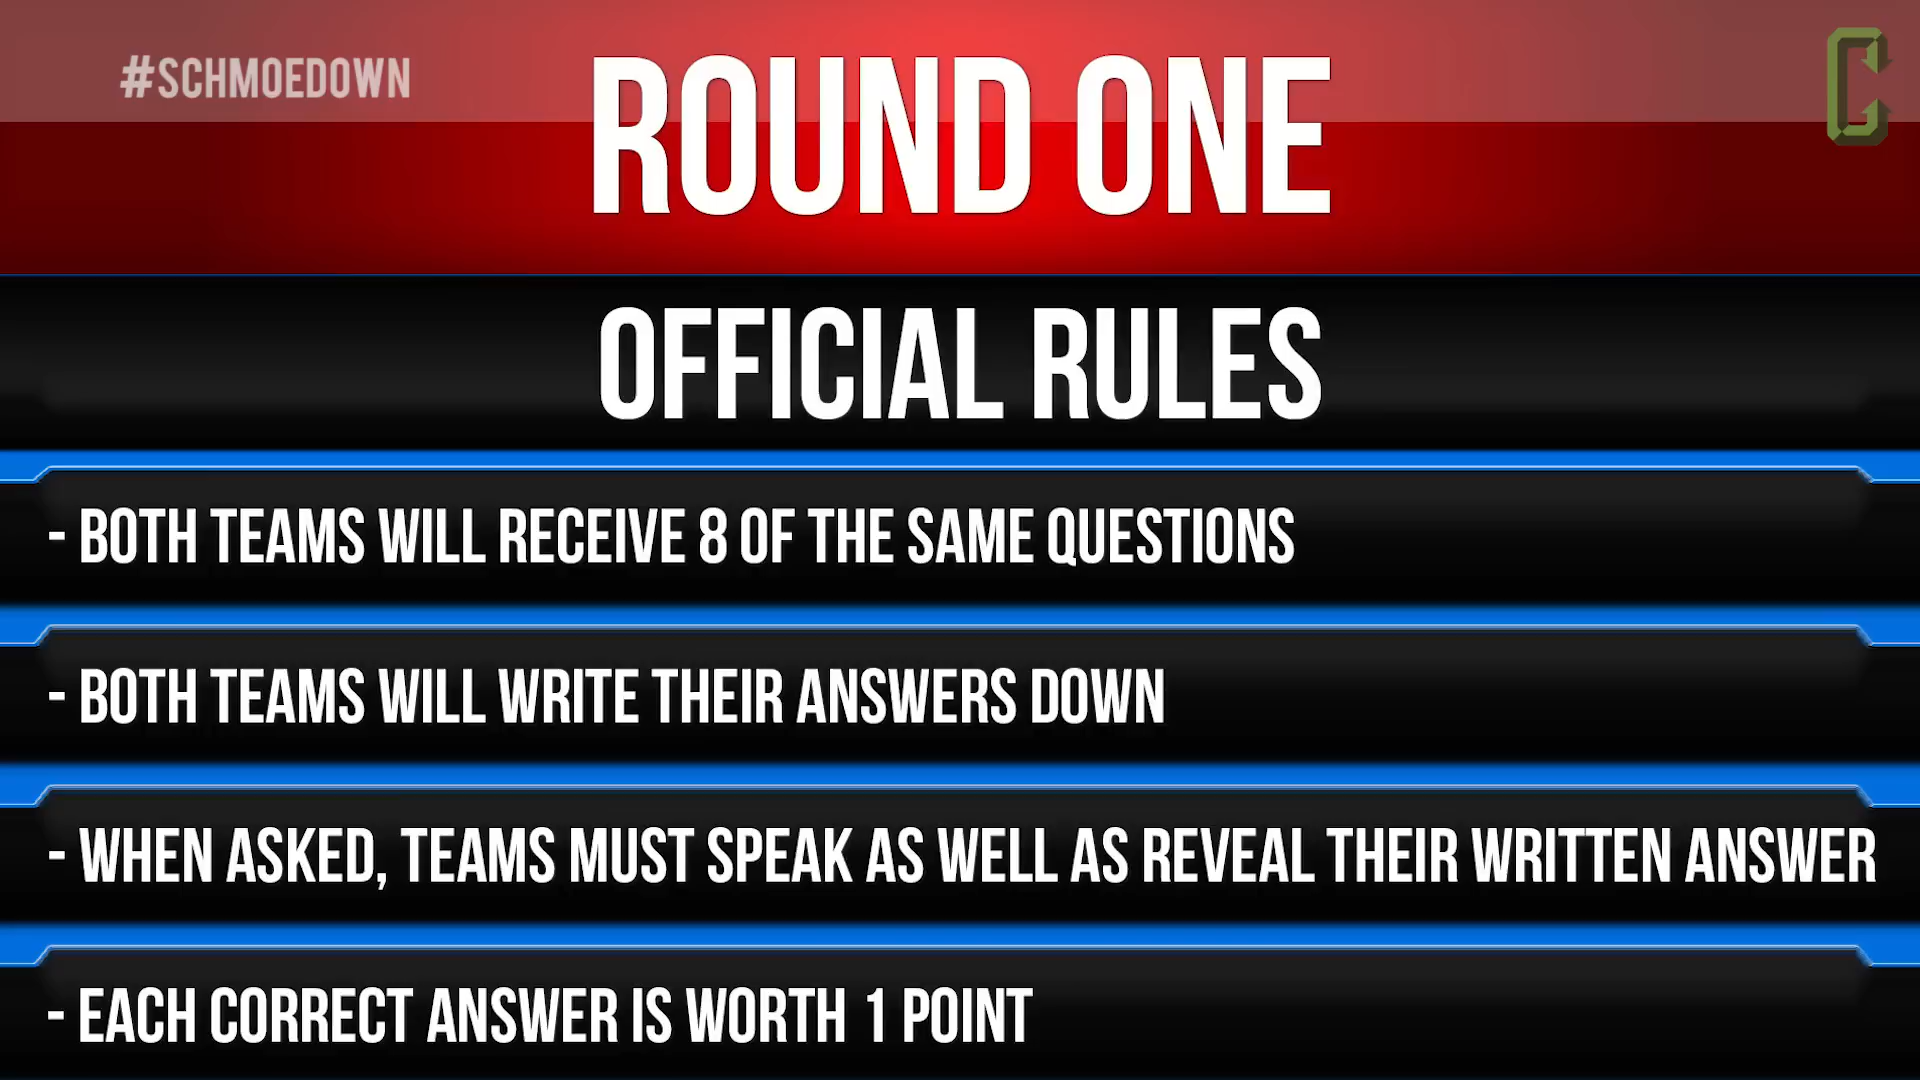 #SCHMOEDOWN
ROUND ONE
OFFICIAL RULES
- BOTH TEAMS WILL RECEIVE 8 OF THE SAME QUESTIONS
- BOTH TEAMS WILL WRITE THEIR ANSWERS DOWN
- WHEN ASKED, TEAMS MUST SPEAK AS WELL AS REVEAL THEIR WRITTEN ANSWER
- EACH CORRECT ANSWER IS WORTH 1 POINT